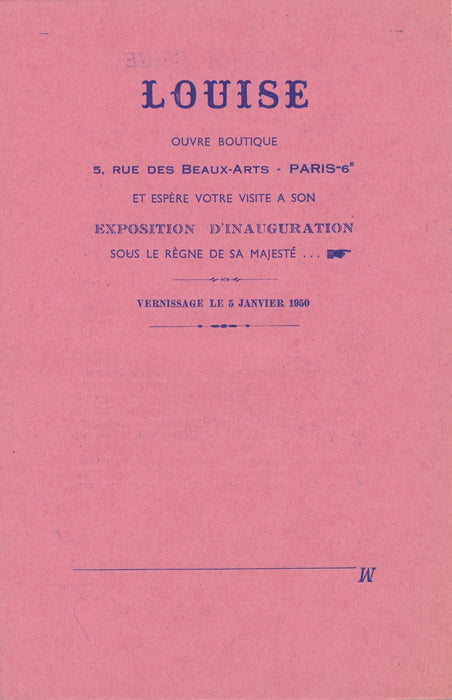 LOUISE
OUVRE BOUTIQUE
5, RUE DES BEAUX-ARTS - PARIS-6E
ET ESPÈRE VOTRE VISITE A SON
EXPOSITION D'INAUGURATION
SOUS LE RÈGNE DE SA MAJESTÉ ...
VERNISSAGE LE 5 JANVIER 1950
W